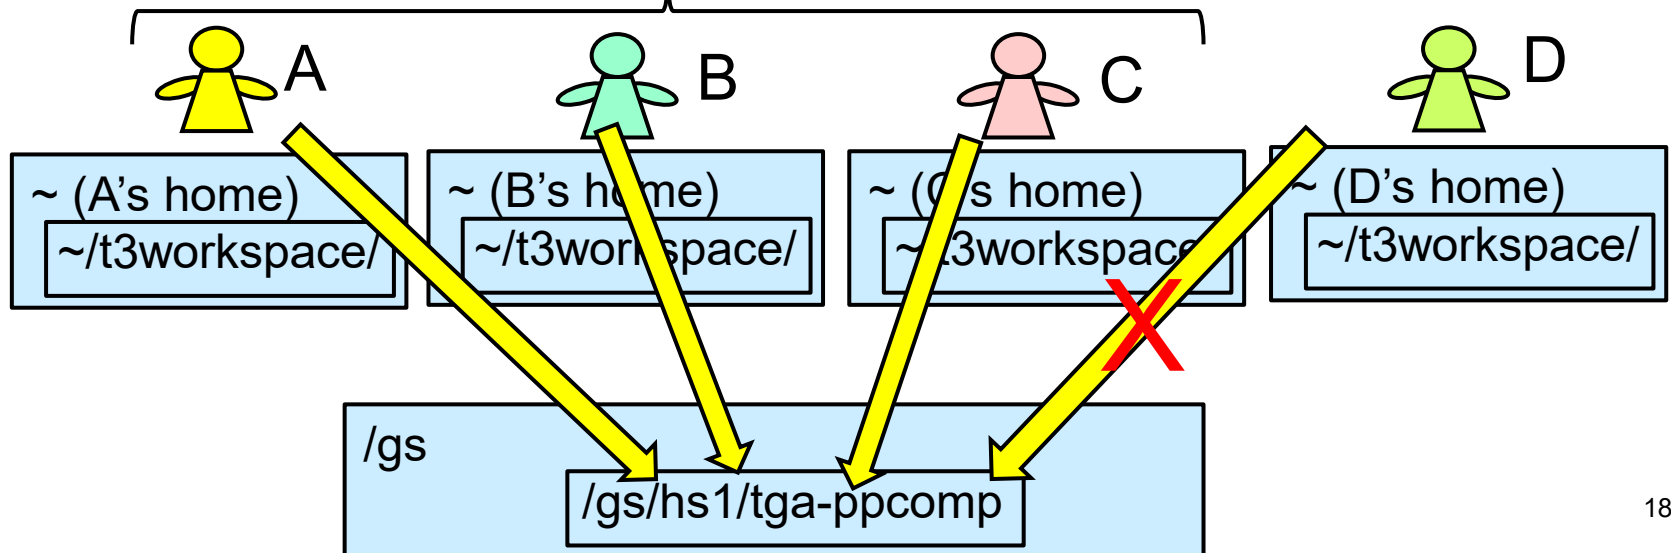 A
B
C
D
~ (A's home)
~/t3workspace/
~ (B's home)
~/t3workspace/
~ (C's home)
~/t3workspace/
~ (D's home)
~/t3workspace/
X
/gs
/gs/hs1/tga-ppcomp
18